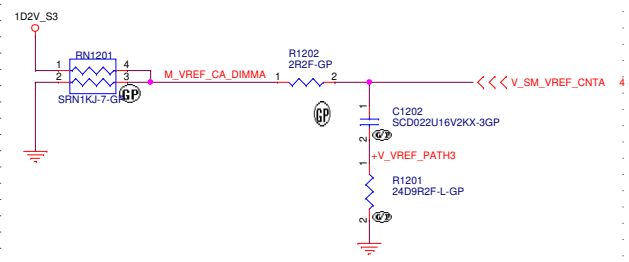 1D2V_S3
RN1201
1
4
2
3
SRN1KJ-7-GP
GP
M_VREF_CA_DIMMA
R1202
2R2F-GP
1
2
GP
V_SM_VREF_CNTA
4
1
C1202
SCD022U16V2KX-3GP
2
GP
+V_VREF_PATH3
1
R1201
24D9R2F-L-GP
2
GP